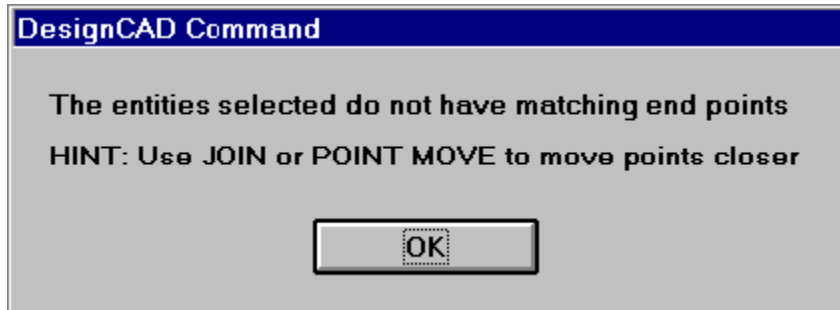 DesignCAD Command
The entities selected do not have matching end points
HINT: Use JOIN or POINT MOVE to move points closer
OK